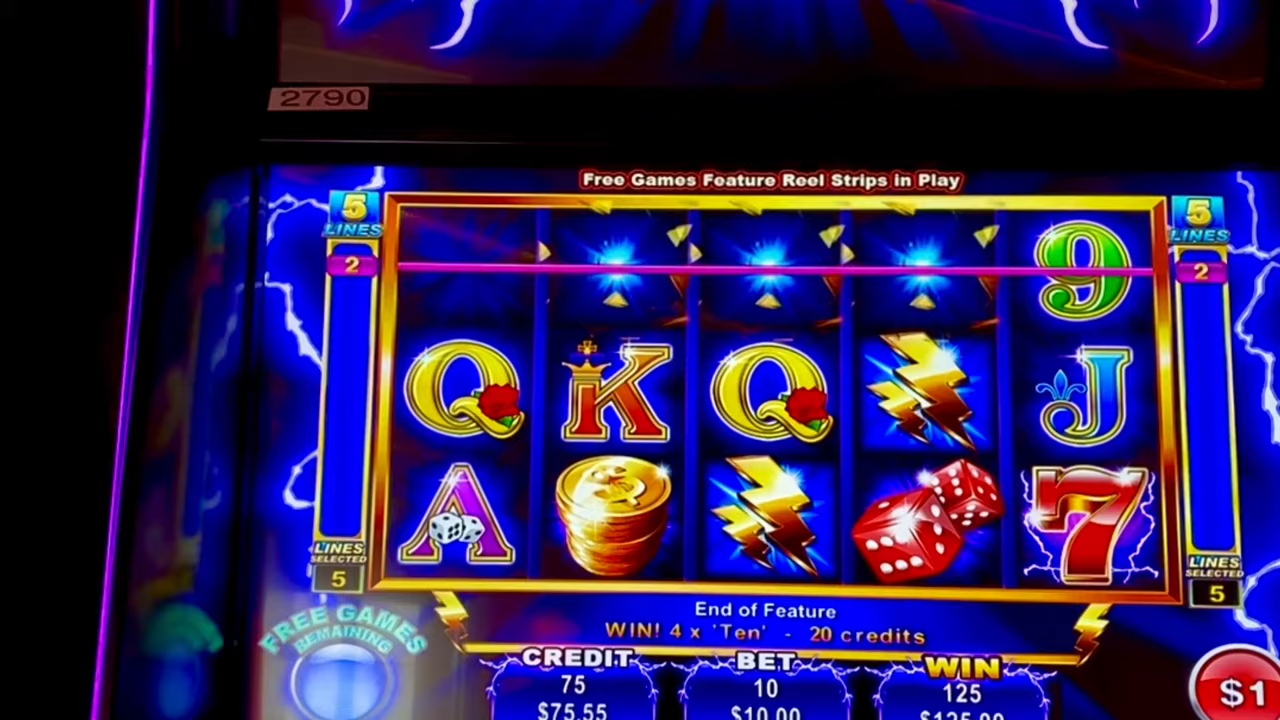 2790
Free Games Feature Reel Strips in Play
5 5
LINES LINES
2 2
9
Q K Q J
A $ 7
LINES SELECTED LINES SELECTED
5 5
End of Feature
WIN! 4 x 'Ten' - 20 credits
FREE GAMES
REMAINING
CREDIT BET WIN
75 10 125
$75.55 $10.00
$1